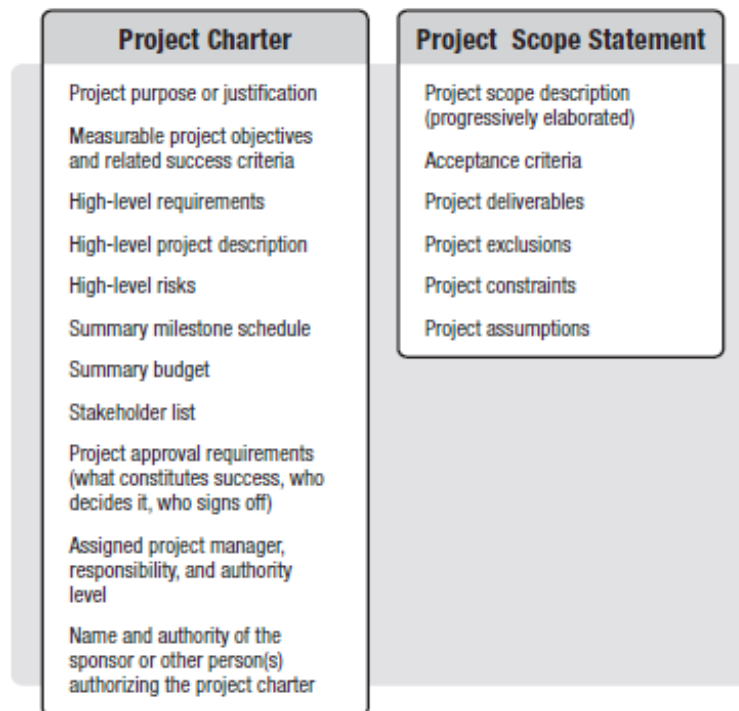 Project Charter
Project purpose or justification
Measurable project objectives
and related success criteria
High-level requirements
High-level project description
High-level risks
Summary milestone schedule
Summary budget
Stakeholder list
Project approval requirements
(what constitutes success, who
decides it, who signs off)
Assigned project manager,
responsibility, and authority
level
Name and authority of the
sponsor or other person(s)
authorizing the project charter
Project Scope Statement
Project scope description
(progressively elaborated)
Acceptance criteria
Project deliverables
Project exclusions
Project constraints
Project assumptions